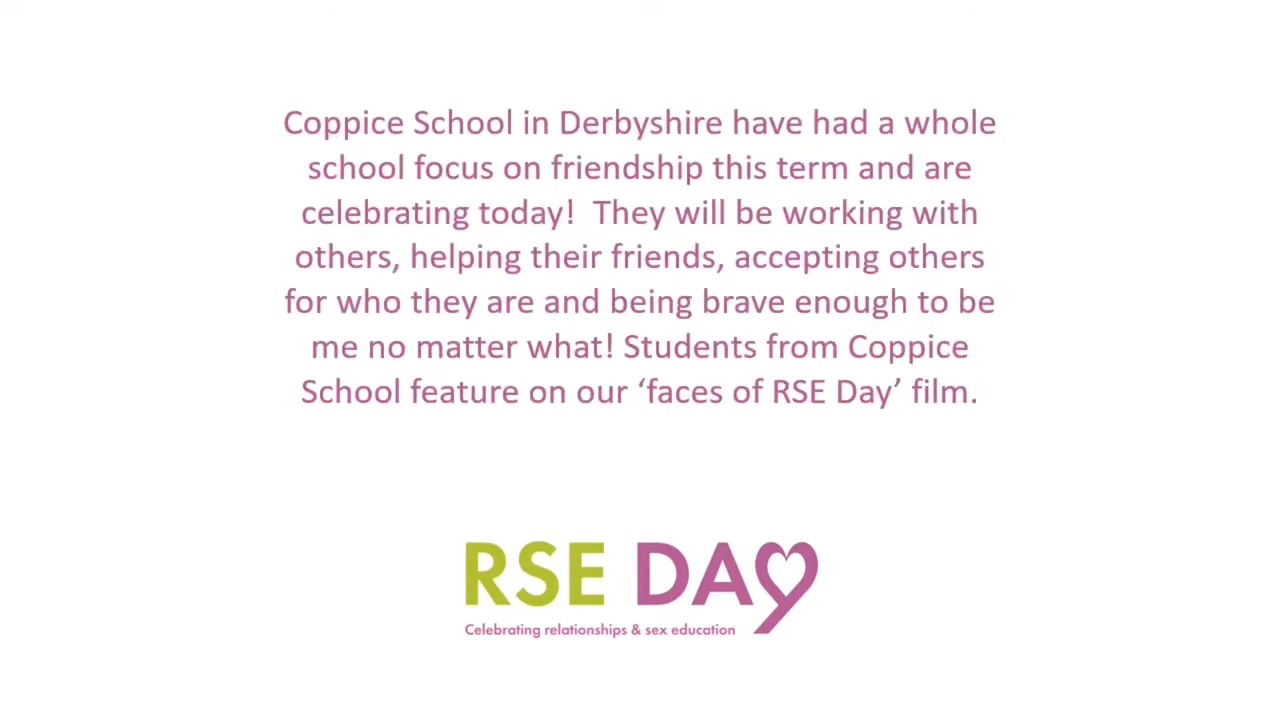 Coppice School in Derbyshire have had a whole
school focus on friendship this term and are
celebrating today!  They will be working with
others, helping their friends, accepting others
for who they are and being brave enough to be
me no matter what! Students from Coppice
School feature on our ‘faces of RSE Day’ film.
RSE DAY
Celebrating relationships & sex education